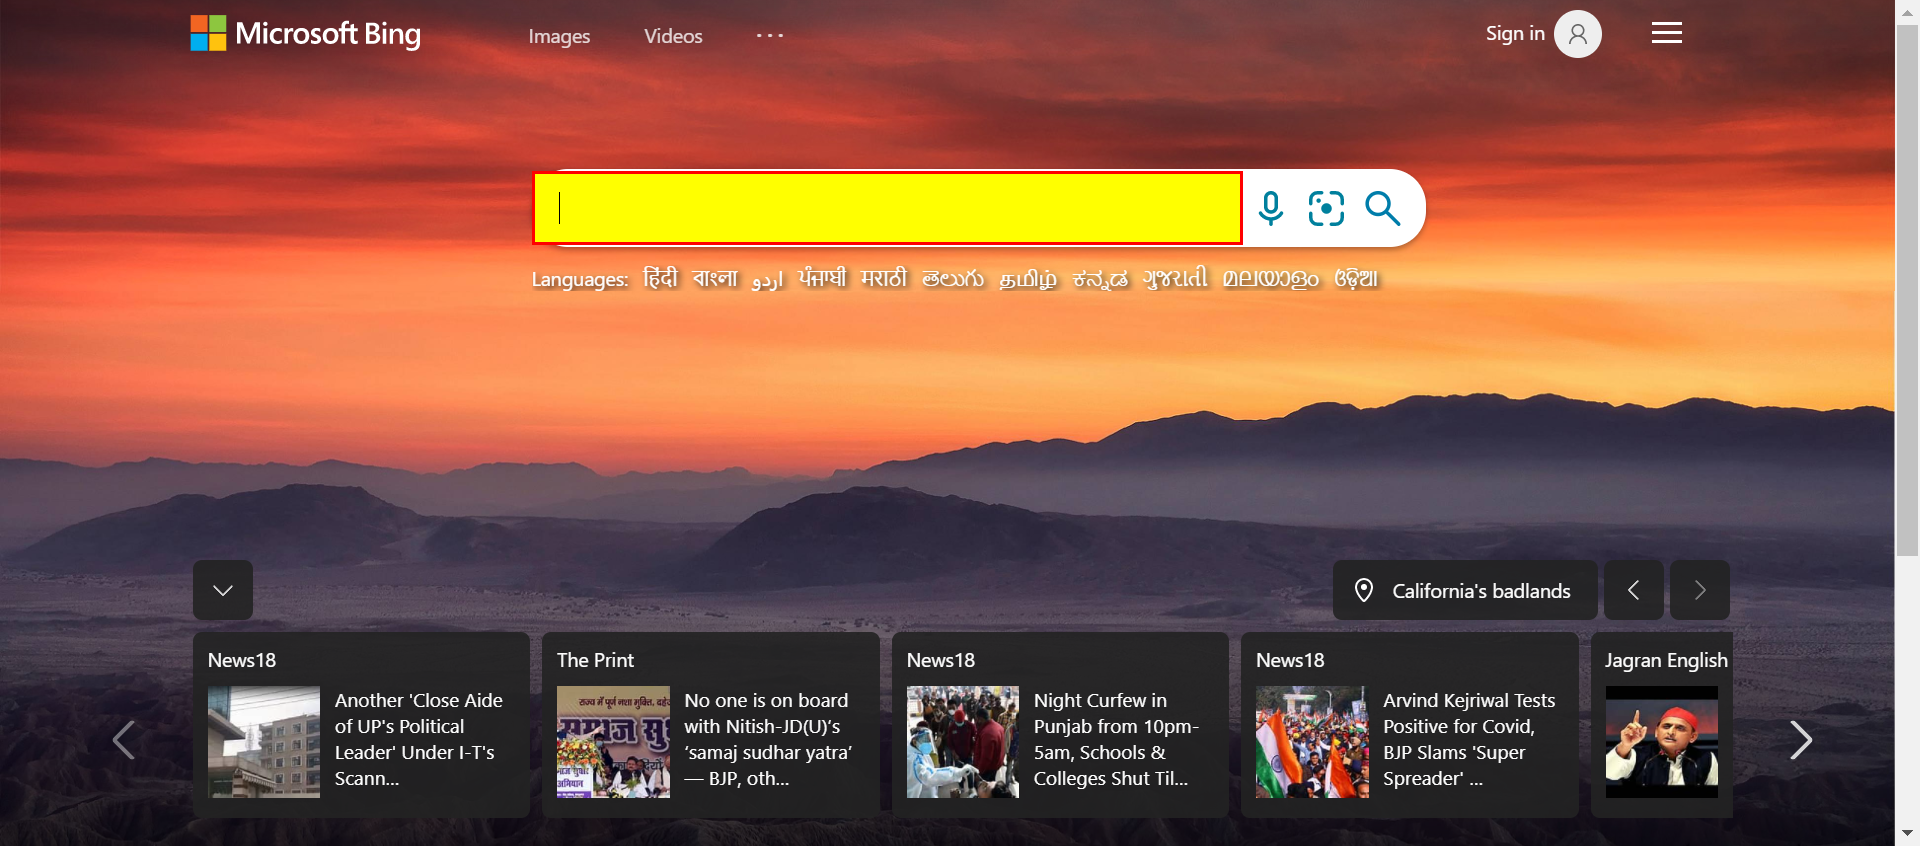 Microsoft Bing
Images Videos ...
Sign in
Languages: हिंदी বাংলা اردو ਪੰਜਾਬੀ मराठी తెలుగు தமிழ் ಕನ್ನಡ ગુજરાતી മലയാളം ଓଡ଼ିଆ
California's badlands
News18
Another 'Close Aide
of UP's Political
Leader' Under I-T's
Scann...
The Print
No one is on board
with Nitish-JD(U)’s
‘samaj sudhar yatra’
— BJP, oth...
News18
Night Curfew in
Punjab from 10pm-
5am, Schools &
Colleges Shut Til...
News18
Arvind Kejriwal Tests
Positive for Covid,
BJP Slams 'Super
Spreader' ...
Jagran English